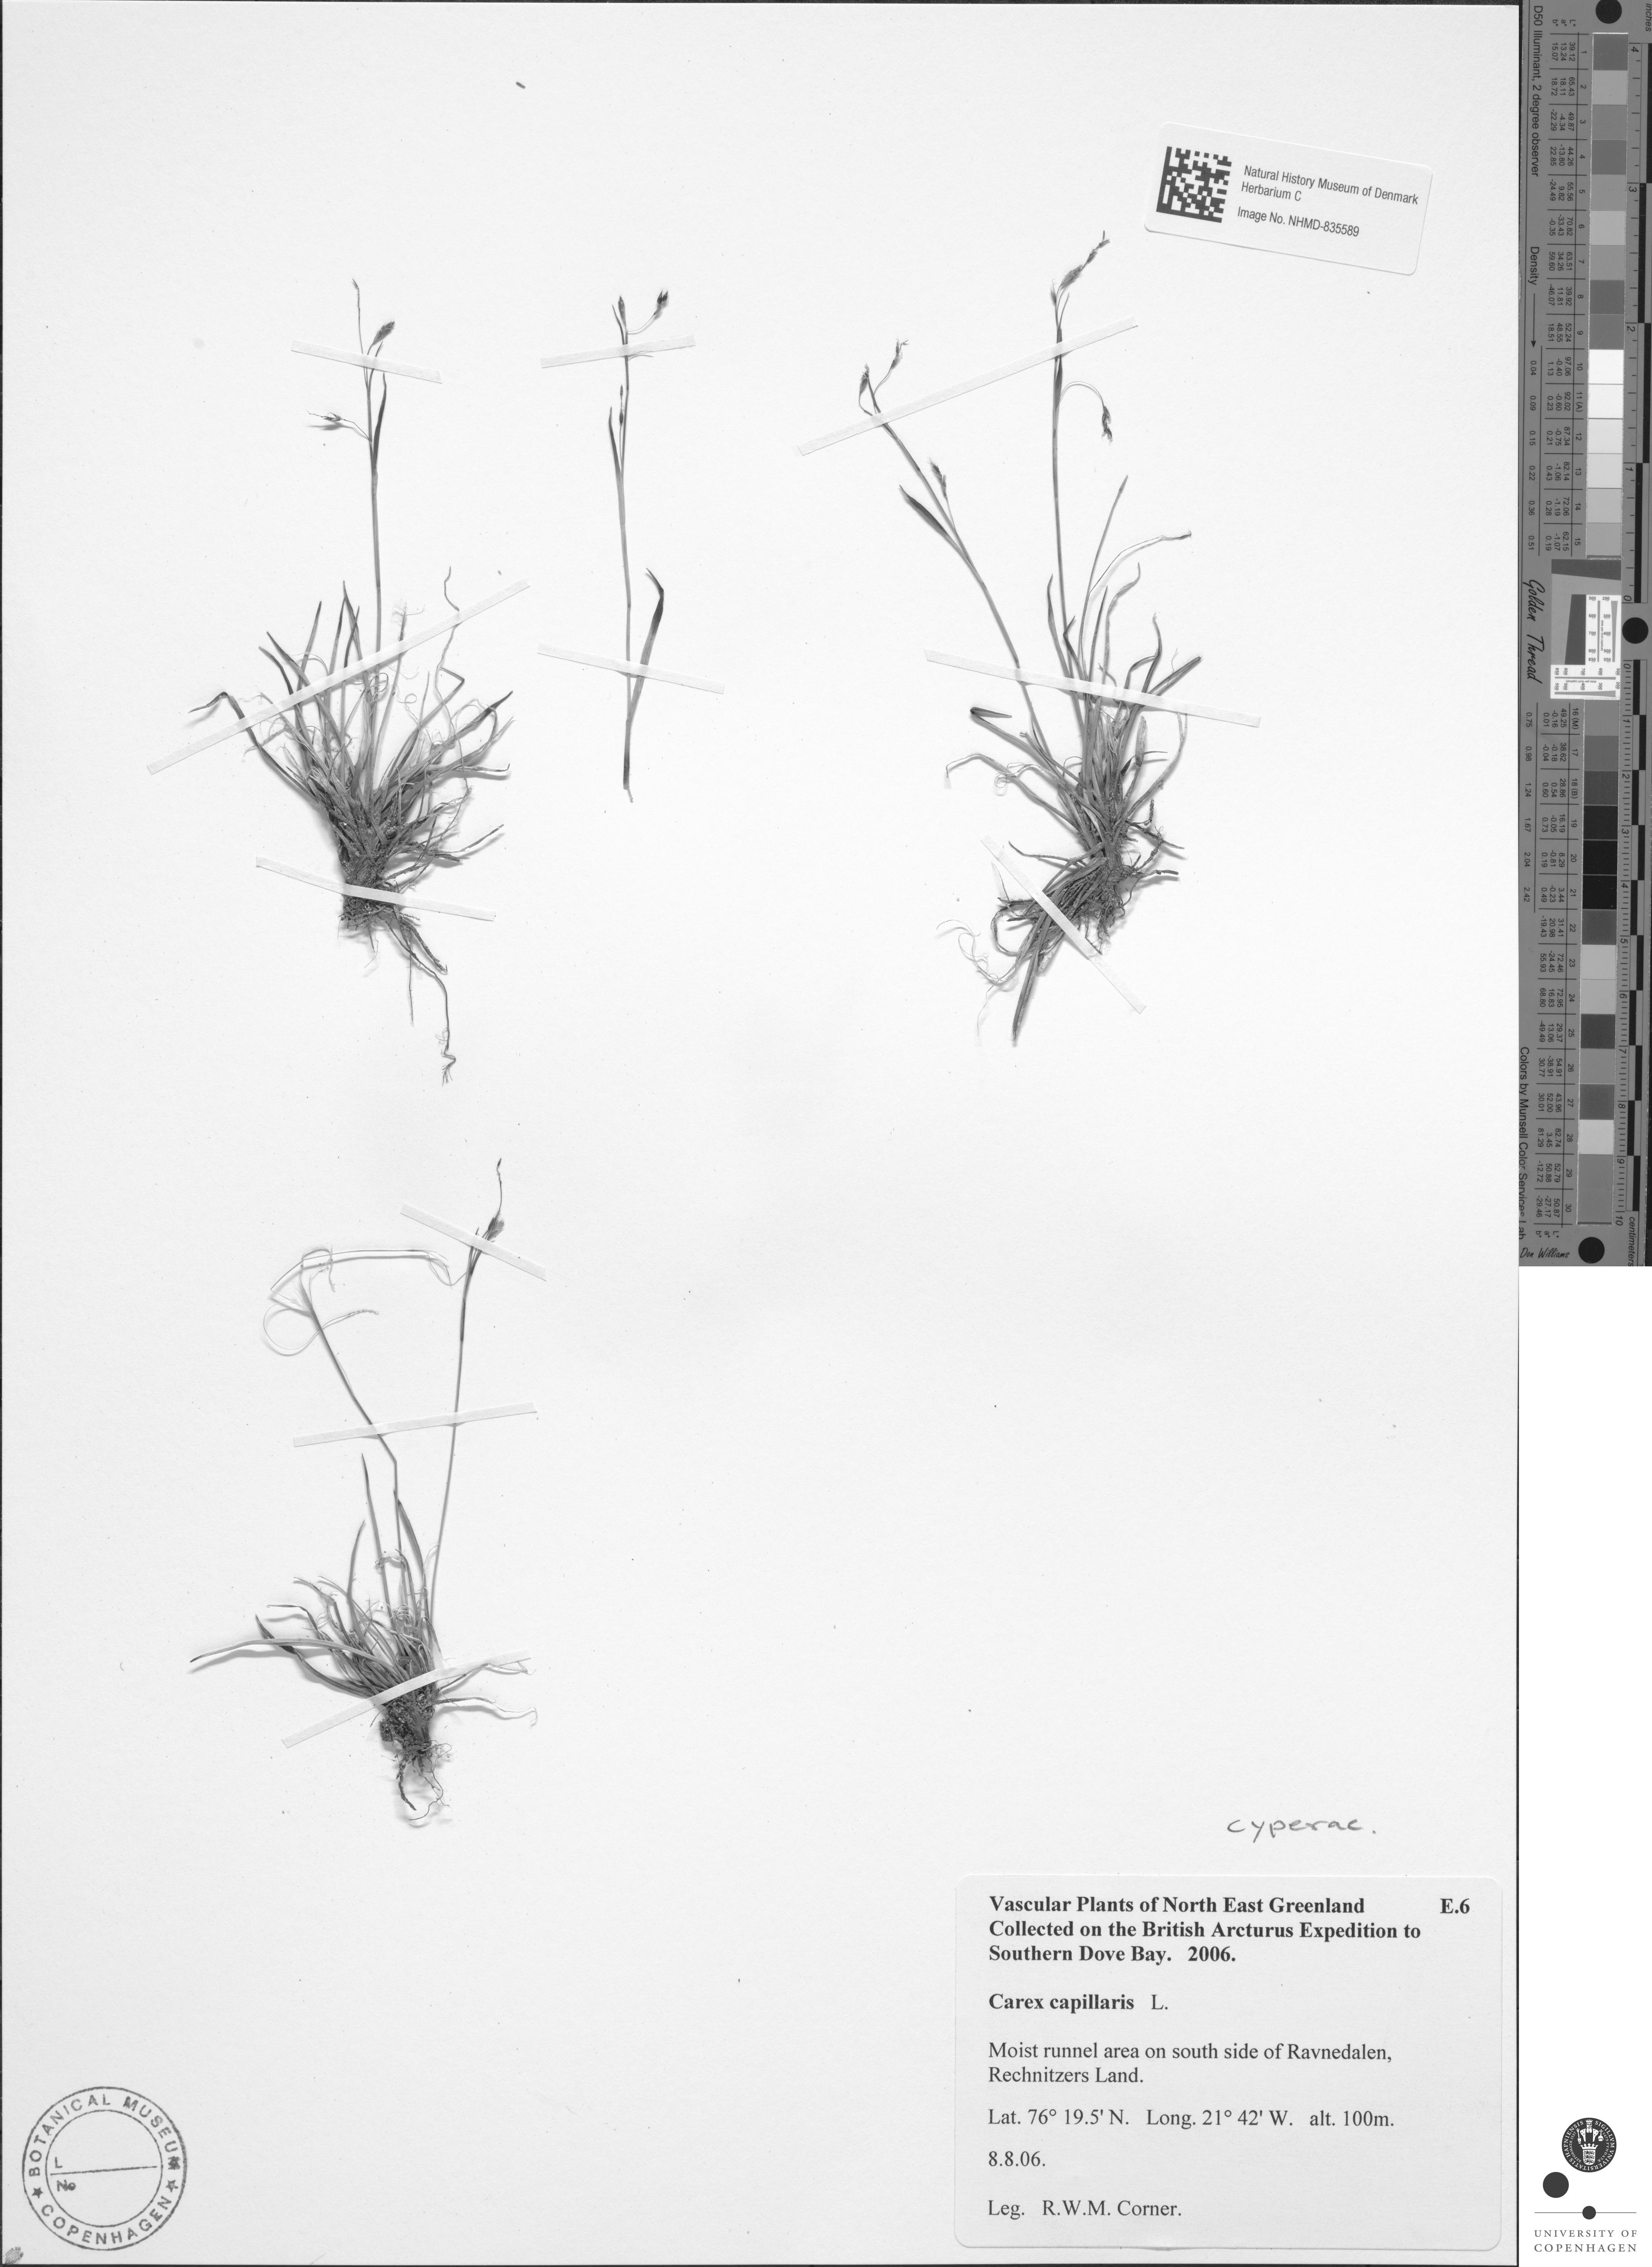 Natural History Museum of Denmark
Herbarium C
Image No. NHMD-835589
cyperac.
Vascular Plants of North East Greenland E.6
Collected on the British Arcturus Expedition to
Southern Dove Bay. 2006.
Carex capillaris L.
Moist runnel area on south side of Ravnedalen,
Rechnitzers Land.
Lat. 76° 19.5' N. Long. 21° 42' W. alt. 100m.
8.8.06.
Leg. R.W.M. Corner.
BOTANICAL MUSEUM
L
No
COPENHAGEN
D50 Illuminant, 2 degree observer
Density
Golden Thread
Colors by Munsell Color Services Lab
Don Williams
inches
centimeters
UNIVERSITY OF
COPENHAGEN